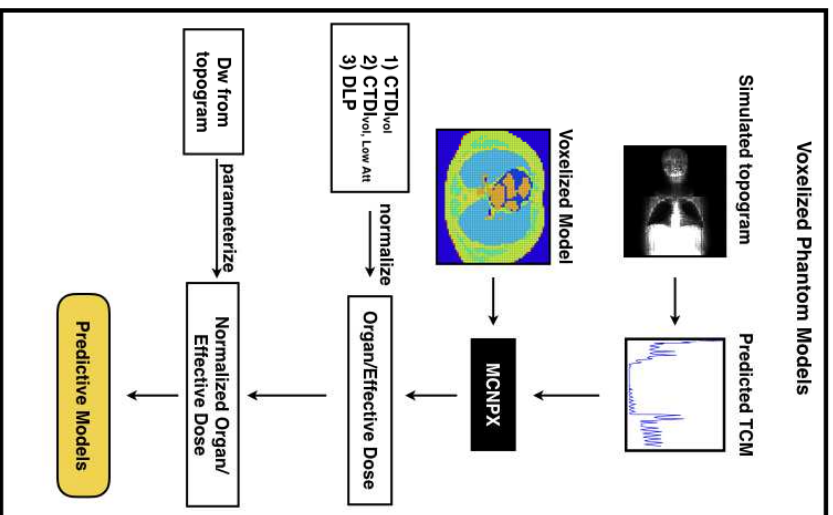 Voxelized Phantom Models
Simulated topogram
Predicted TCM
Voxelized Model
MCNPX
1) CTDIvol
2) CTDIvol, Low Att
3) DLP
normalize
Organ/Effective Dose
Dw from
topogram
parameterize
Normalized Organ/
Effective Dose
Predictive Models